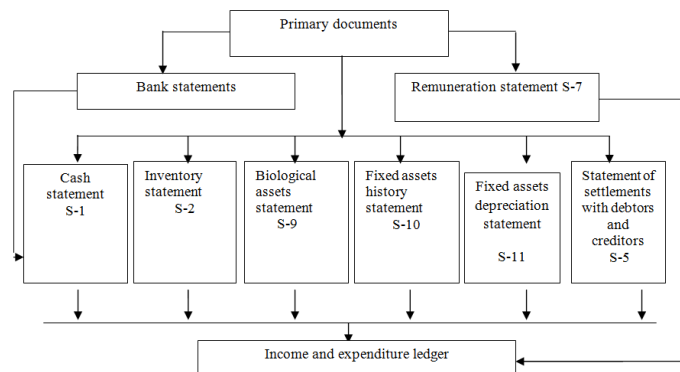 Primary documents
Bank statements
Remuneration statement S-7
Cash
statement
S-1
Inventory
statement
S-2
Biological
assets
statement
S-9
Fixed assets
history
statement
S-10
Fixed assets
depreciation
statement
S-11
Statement of
settlements
with debtors
and
creditors
S-5
Income and expenditure ledger